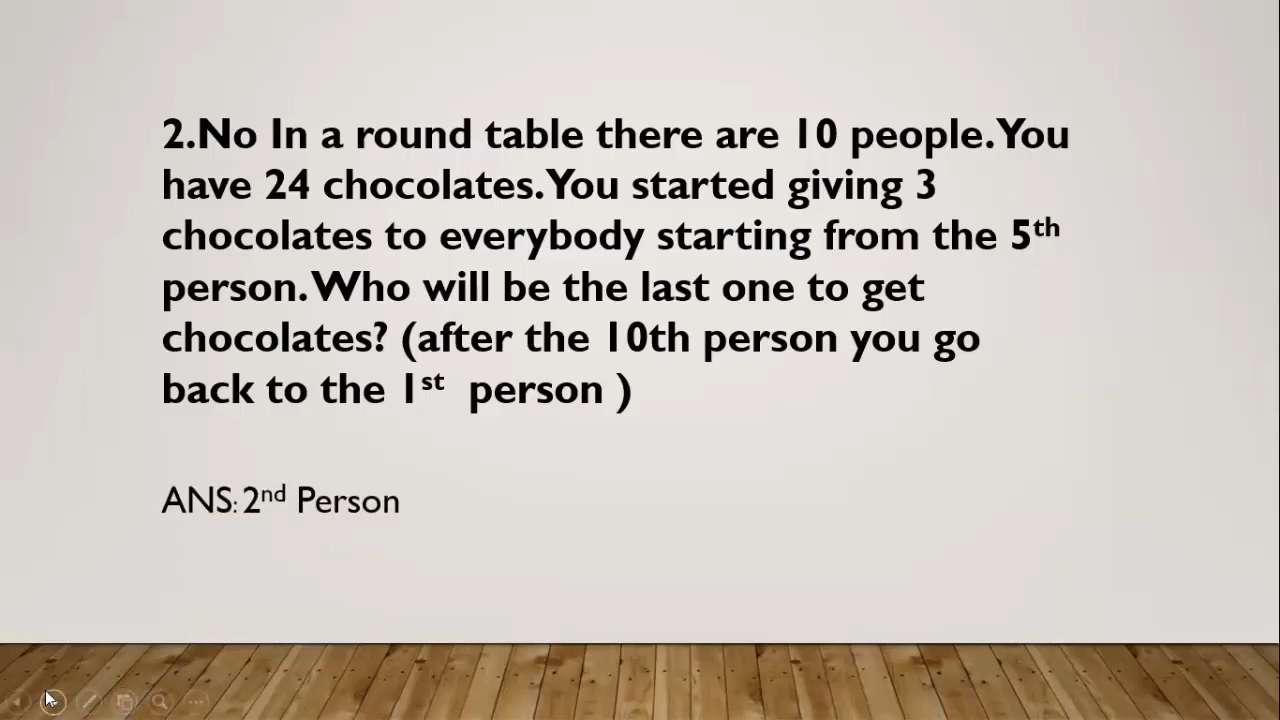 2.No In a round table there are 10 people.You
have 24 chocolates.You started giving 3
chocolates to everybody starting from the 5th
person.Who will be the last one to get
chocolates? (after the 10th person you go
back to the 1st person )
ANS:2nd Person